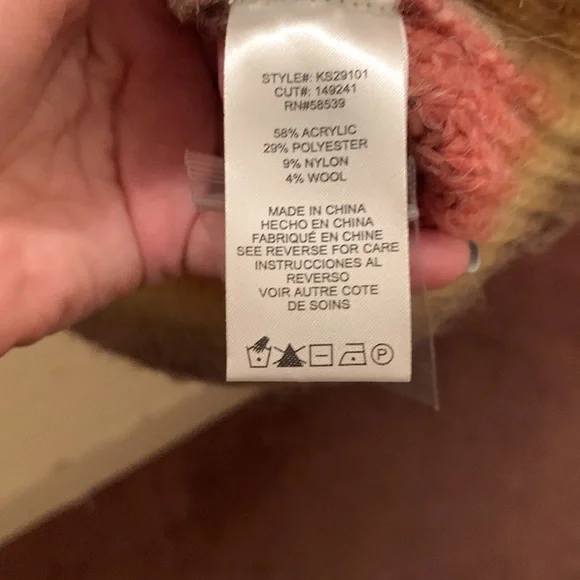 STYLE#: KS29101
CUT#: 149241
RN#58539
58% ACRYLIC
29% POLYESTER
9% NYLON
4% WOOL
MADE IN CHINA
HECHO EN CHINA
FABRIQUÉ EN CHINE
SEE REVERSE FOR CARE
INSTRUCCIONES AL
REVERSO
VOIR AUTRE COTE
DE SOINS
P